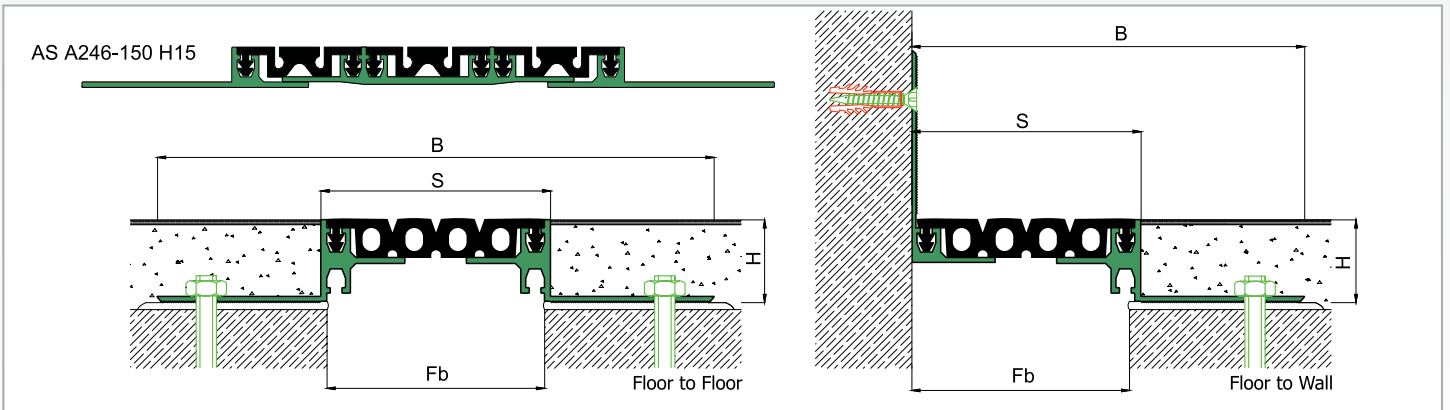 AS A246-150 H15
B
S
H
Fb
Floor to Floor
B
S
H
Fb
Floor to Wall